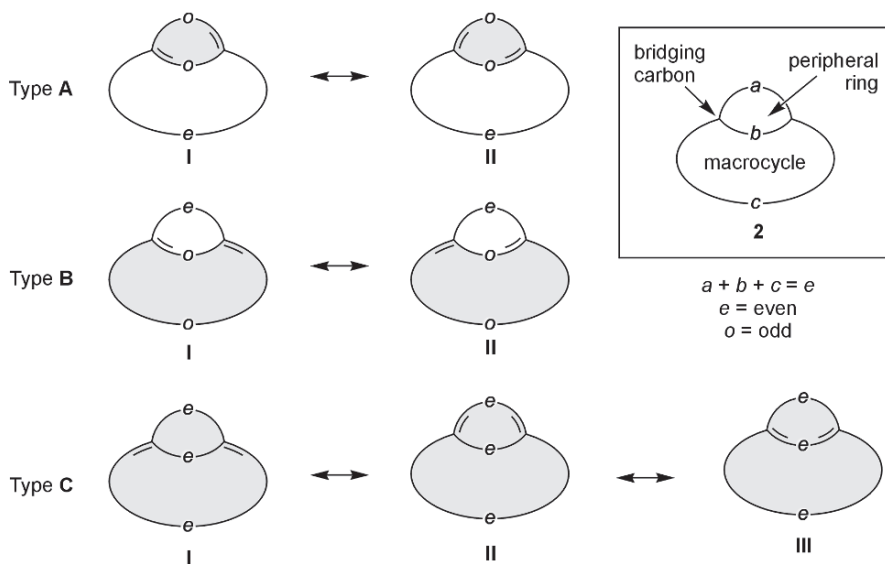 o
o
e
I
o
o
e
II
Type A
e
o
o
I
e
o
o
II
Type B
e
e
e
I
e
e
e
II
e
e
e
III
Type C
bridging
carbon
peripheral
ring
a
b
macrocycle
c
2
a + b + c = e
e = even
o = odd